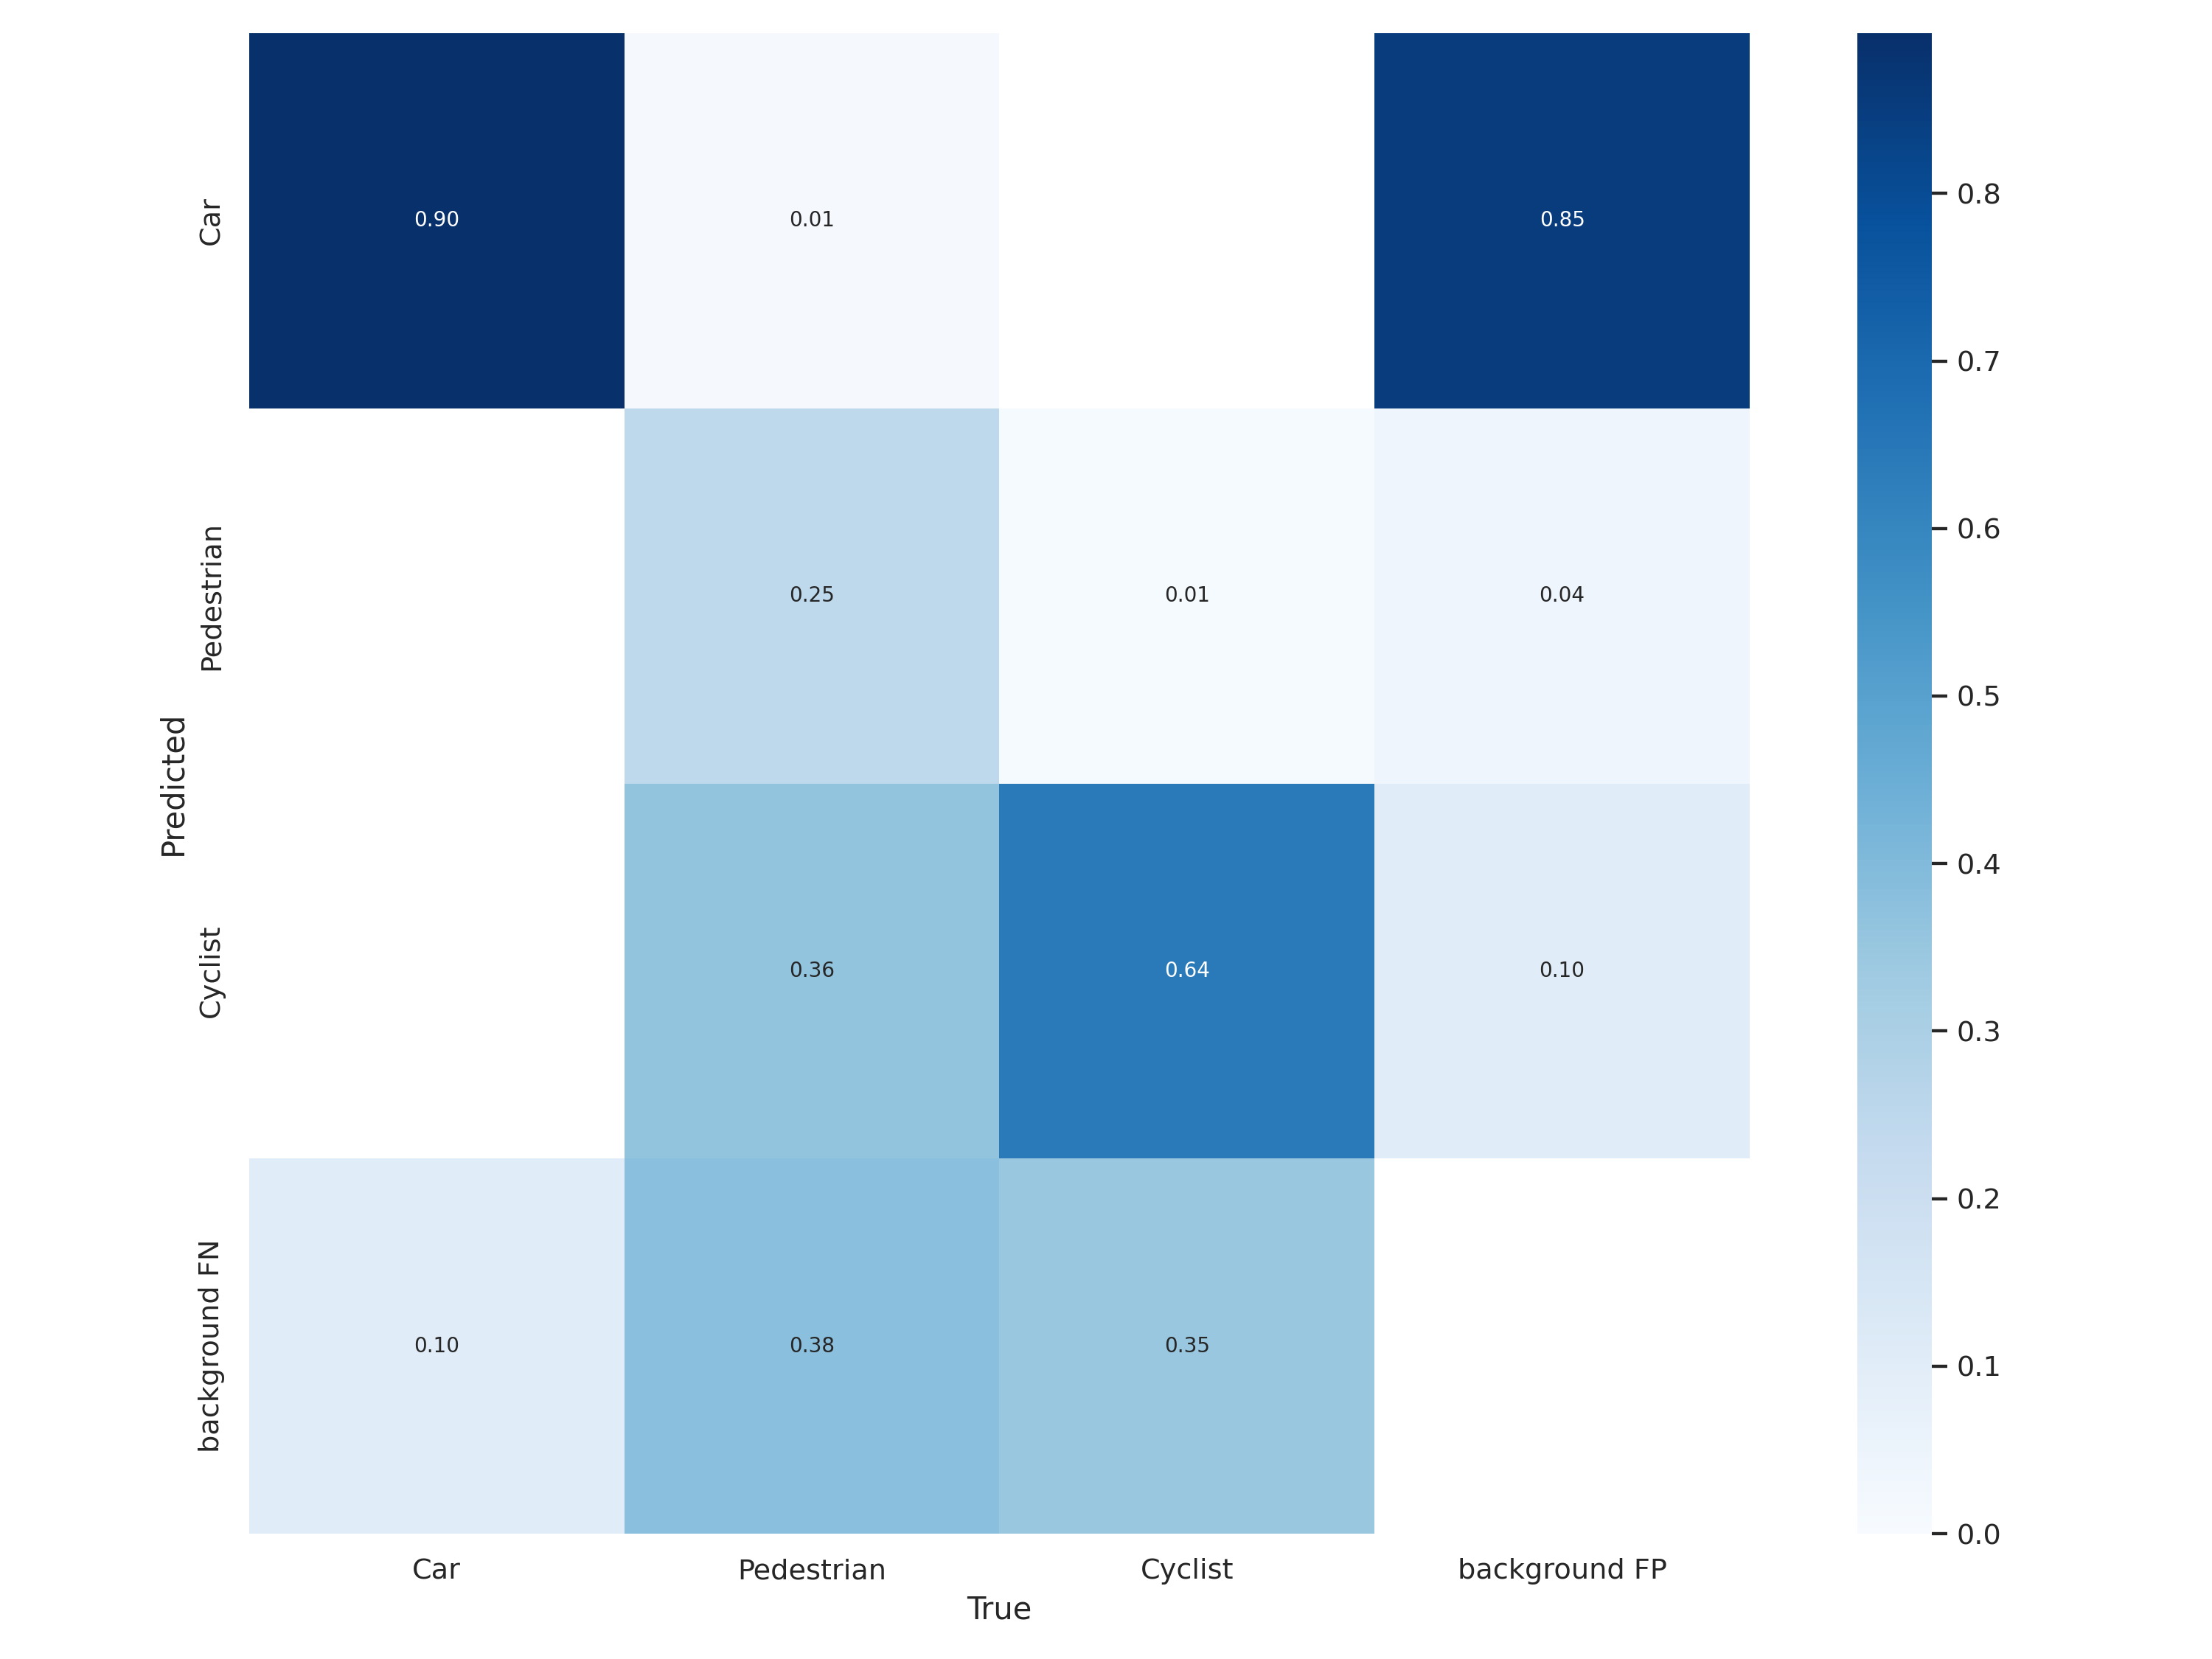 Predicted
Car
Pedestrian
Cyclist
background FN
0.90 0.01 0.85
0.25 0.01 0.04
0.36 0.64 0.10
0.10 0.38 0.35
Car Pedestrian Cyclist background FP
True
0.8
0.7
0.6
0.5
0.4
0.3
0.2
0.1
0.0